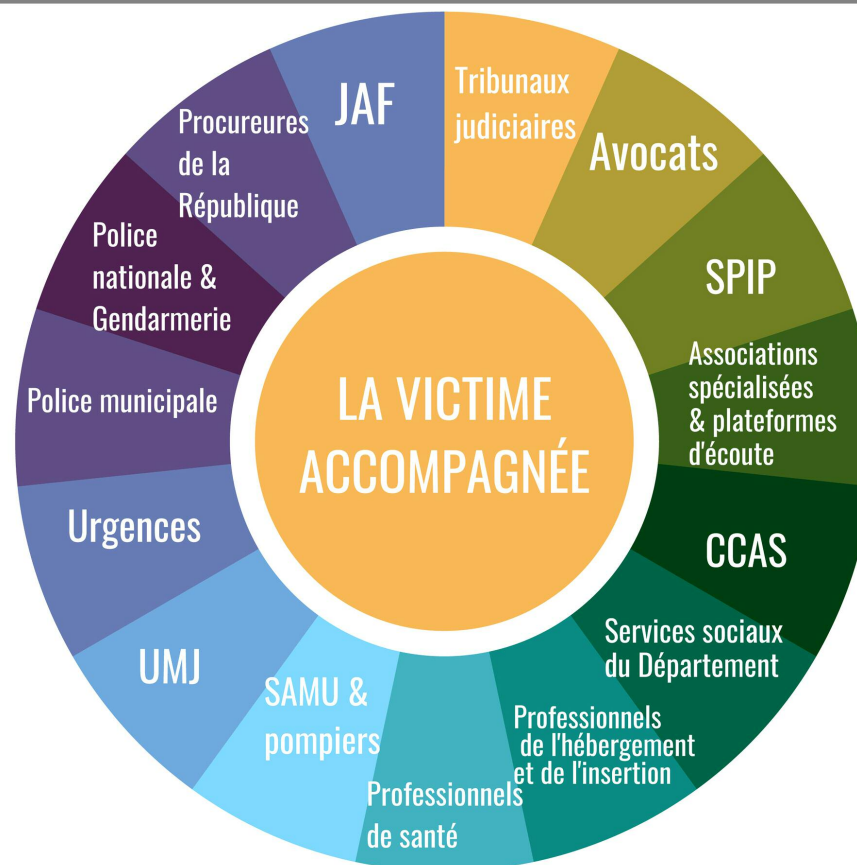 JAF
Tribunaux
judiciaires
Avocats
SPIP
Associations
spécialisées
& plateformes
d'écoute
CCAS
Services sociaux
du Département
Professionnels
de l'hébergement
et de l'insertion
Professionnels
de santé
SAMU &
pompiers
UMJ
Urgences
Police municipale
Police
nationale &
Gendarmerie
Procureures
de la
République
LA VICTIME
ACCOMPAGNÉE